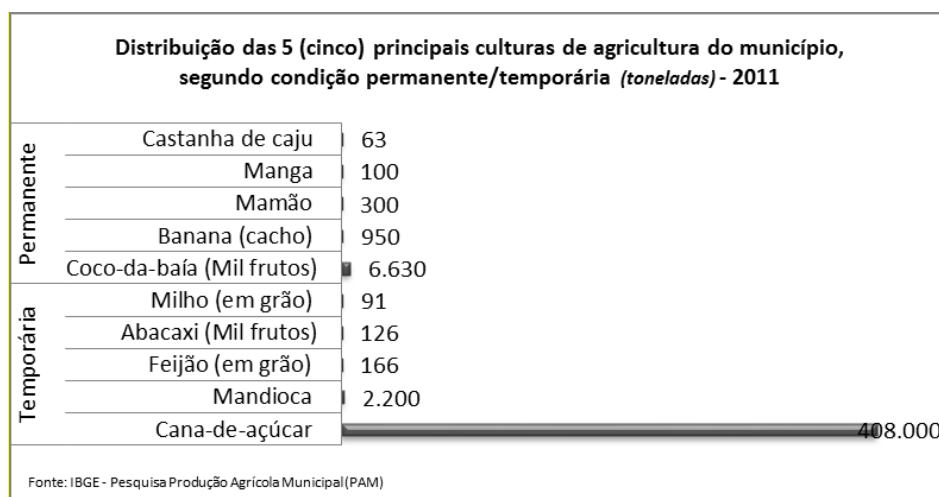 Distribuição das 5 (cinco) principais culturas de agricultura do município,
segundo condição permanente/temporária (toneladas) - 2011
Permanente
Castanha de caju 63
Manga 100
Mamão 300
Banana (cacho) 950
Coco-da-baía (Mil frutos) 6.630
Temporária
Milho (em grão) 91
Abacaxi (Mil frutos) 126
Feijão (em grão) 166
Mandioca 2.200
Cana-de-açúcar 408.000
Fonte: IBGE - Pesquisa Produção Agrícola Municipal (PAM)